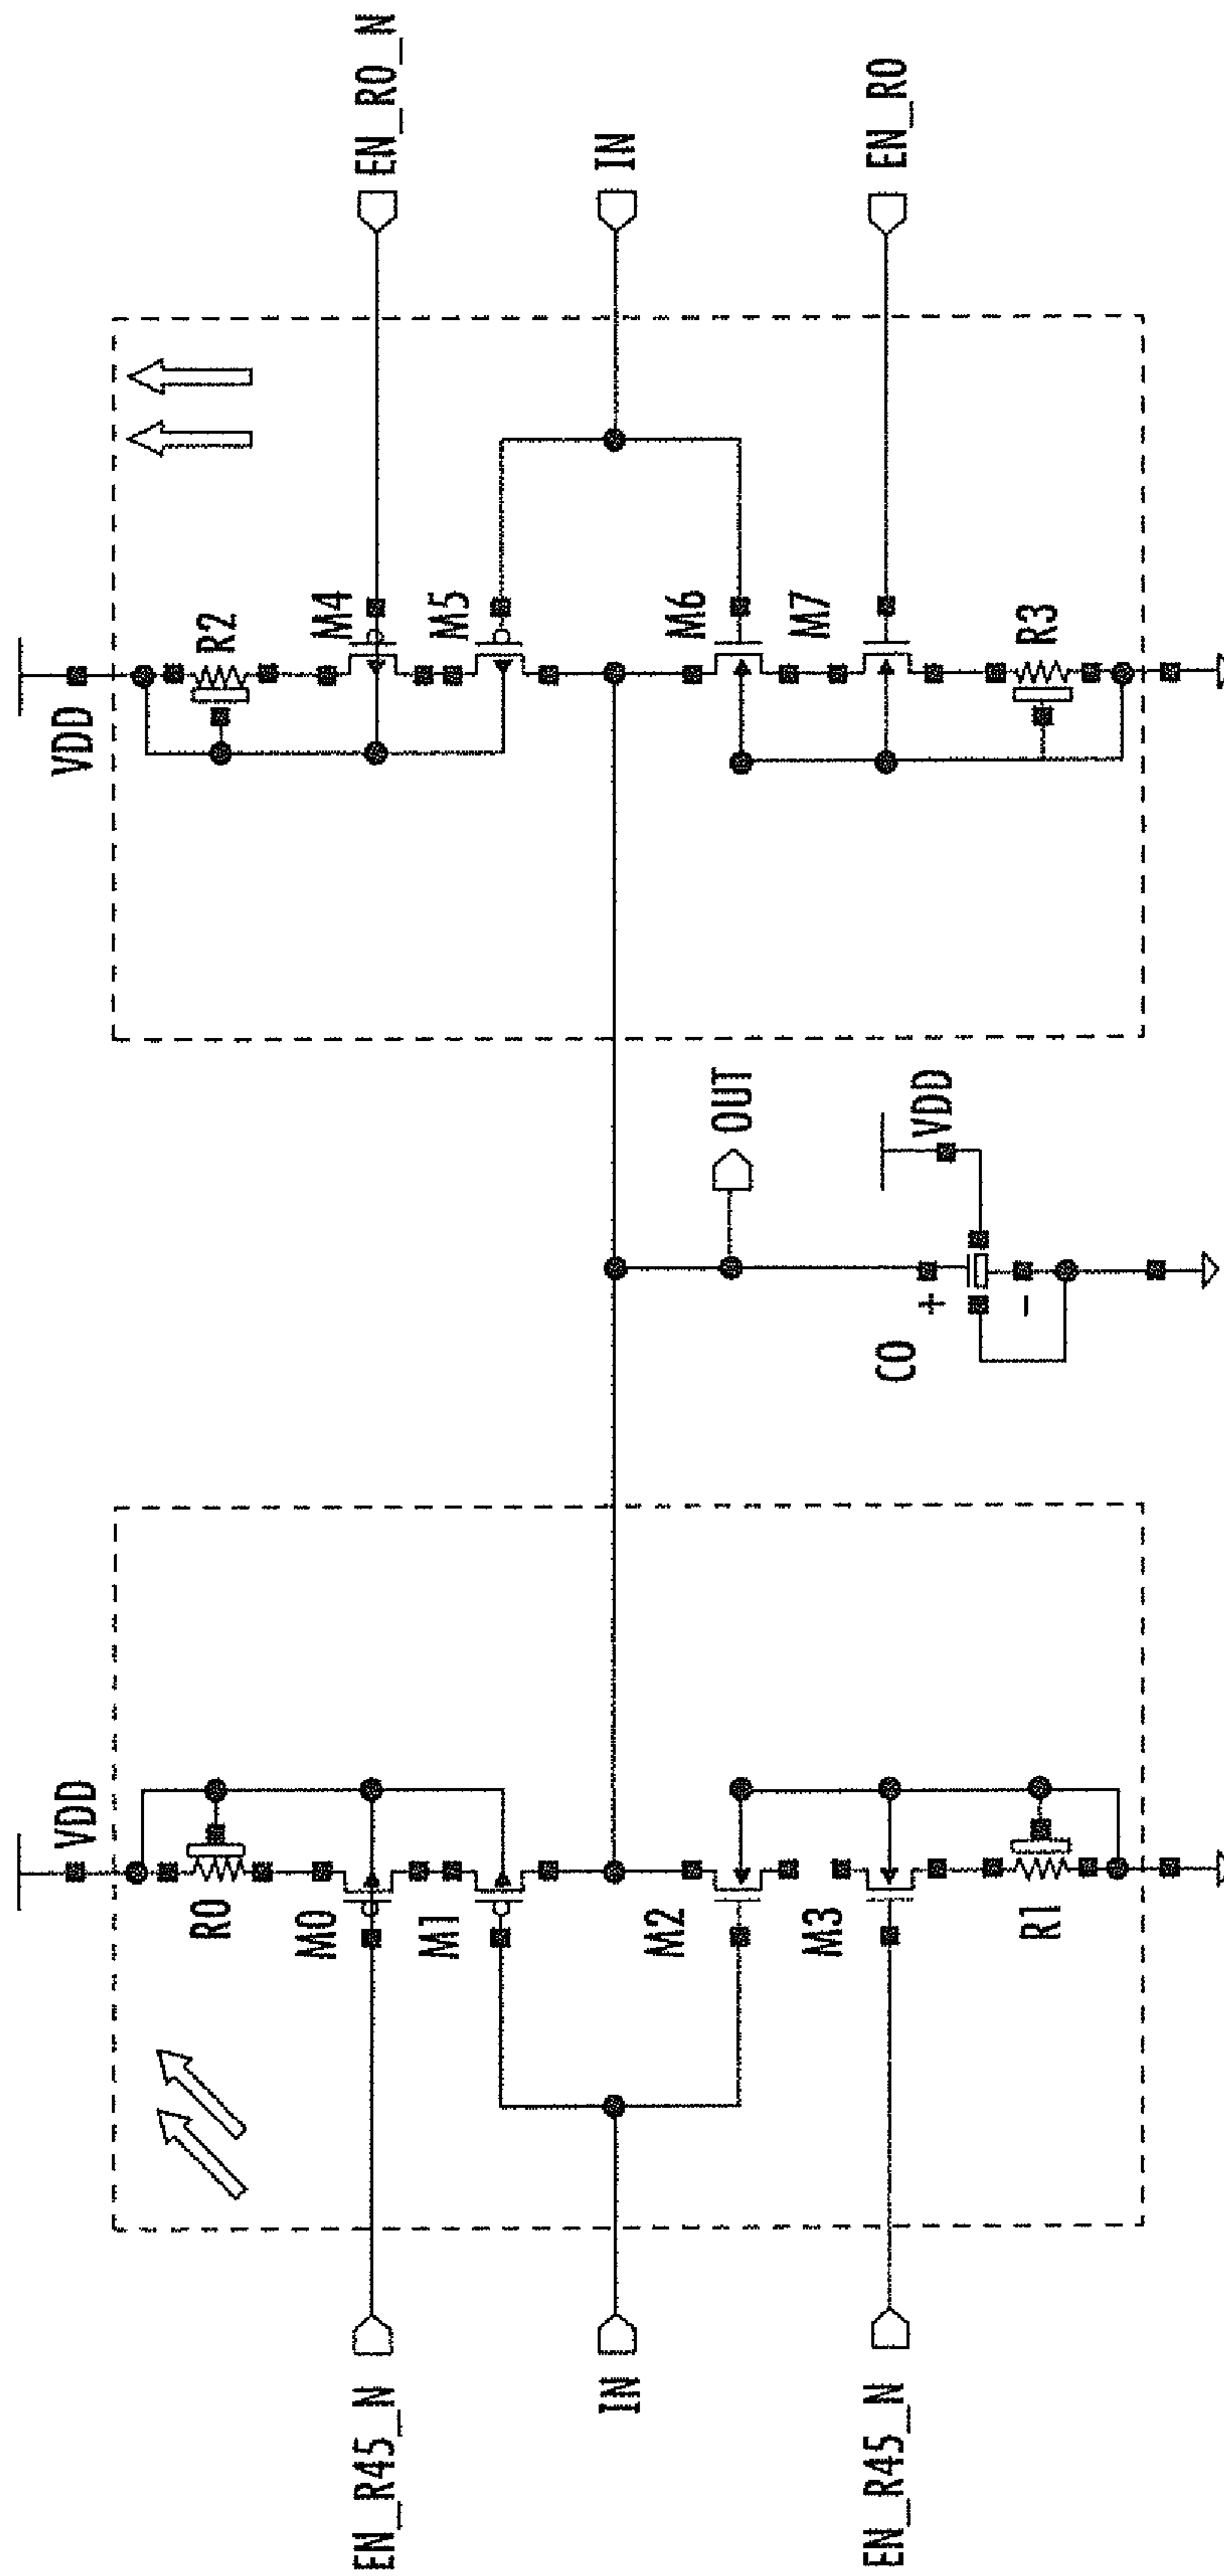 VDD
R0
M0
M1
M2
M3
R1
EN_R45_N
IN
EN_R45_N
OUT
C0
+
-
VDD
VDD
R2
M4
M5
M6
M7
R3
EN_R0_N
IN
EN_R0